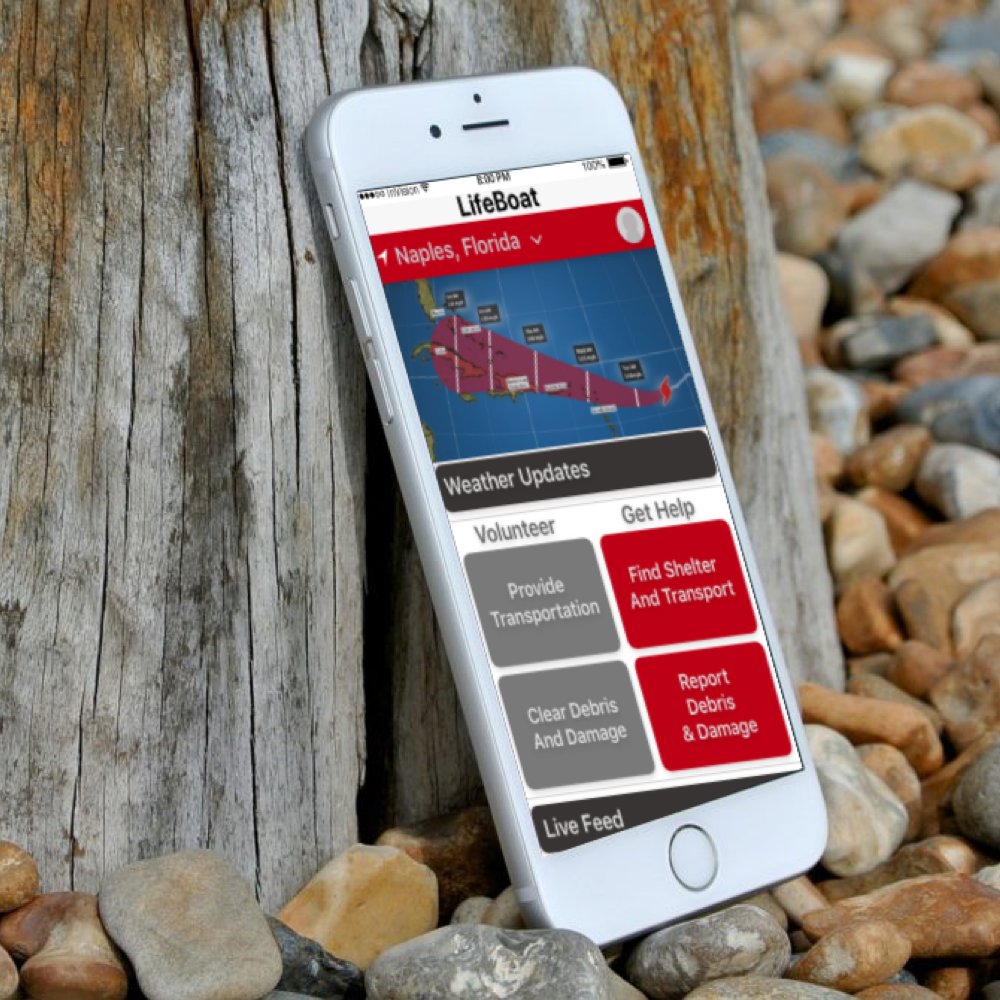 InVision
8:00 PM
100%
LifeBoat
Naples, Florida
Weather Updates
Volunteer
Get Help
Provide
Transportation
Find Shelter
And Transport
Clear Debris
And Damage
Report
Debris
& Damage
Live Feed